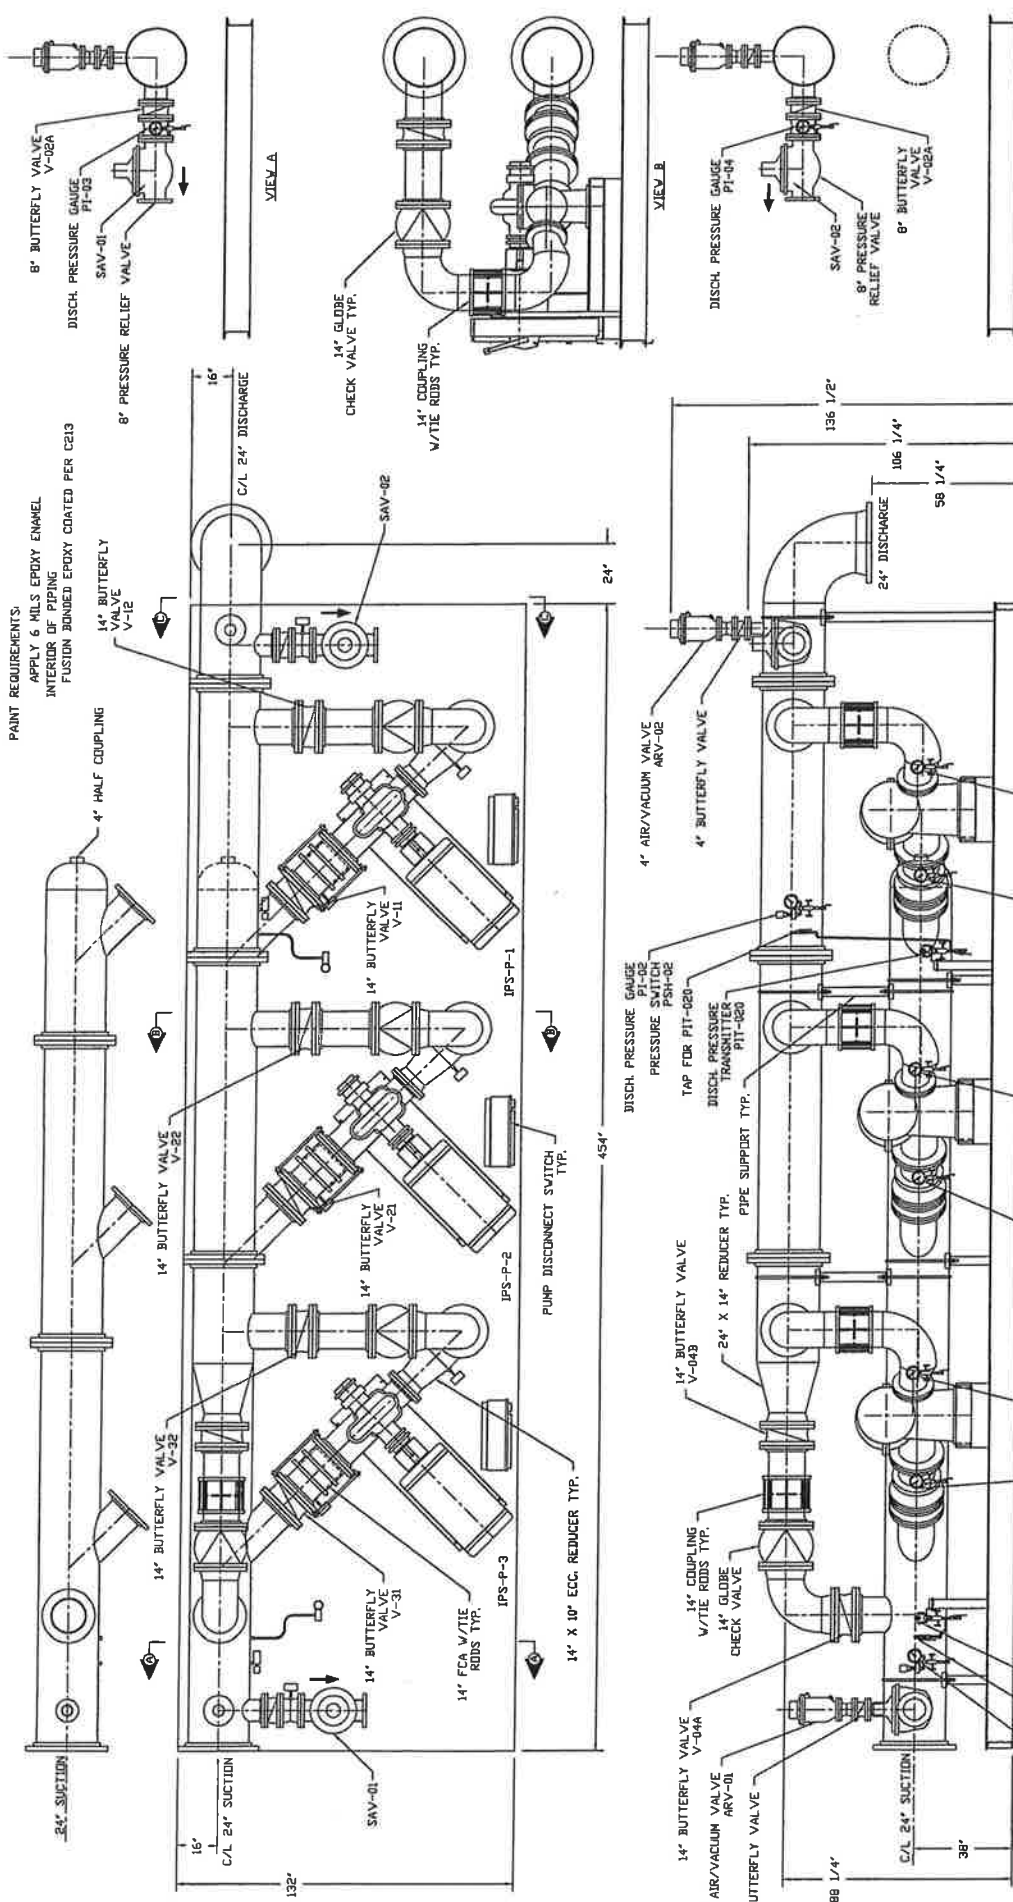 PAINT REQUIREMENTS:
APPLY 6 MILS EPOXY ENAMEL
INTERIOR OF PIPING
FUSION BONDED EPOXY COATED PER C213
24" SUCTION
4" HALF COUPLING
14" BUTTERFLY
VALVE
V-12
14" BUTTERFLY VALVE
V-22
14" BUTTERFLY VALVE
V-32
A
B
C
16"
C/L 24" SUCTION
132"
16"
C/L 24" DISCHARGE
SAV-01
SAV-02
14" BUTTERFLY
VALVE
V-31
14" FCA W/TIE
RODS TYP.
IPS-P-3
14" X 10" ECC. REDUCER TYP.
14" BUTTERFLY
VALVE
V-21
IPS-P-2
PUMP DISCONNECT SWITCH
TYP.
14" BUTTERFLY
VALVE
V-11
IPS-P-1
A
B
C
454"
24"
8" BUTTERFLY VALVE
V-02A
DISCH. PRESSURE GAUGE
PI-03
SAV-01
8" PRESSURE RELIEF VALVE
VIEW A
14" GLOBE
CHECK VALVE TYP.
14" COUPLING
W/TIE RODS TYP.
VIEW B
DISCH. PRESSURE GAUGE
PI-04
SAV-02
8" PRESSURE
RELIEF VALVE
8" BUTTERFLY
VALVE
V-02A
14" BUTTERFLY VALVE
V-04A
AIR/VACUUM VALVE
ARV-01
UTTERFLY VALVE
C/L 24" SUCTION
88 1/4"
38"
14" COUPLING
W/TIE RODS TYP.
14" GLOBE
CHECK VALVE
14" BUTTERFLY VALVE
V-04B
24" X 14" REDUCER TYP.
PIPE SUPPORT TYP.
DISCH. PRESSURE GAUGE
PI-02
PRESSURE SWITCH
PSH-02
TAP FOR PIT-020
DISCH. PRESSURE
TRANSMITTER
PIT-020
4" AIR/VACUUM VALVE
ARV-02
4" BUTTERFLY VALVE
24" DISCHARGE
136 1/2"
106 1/4"
58 1/4"